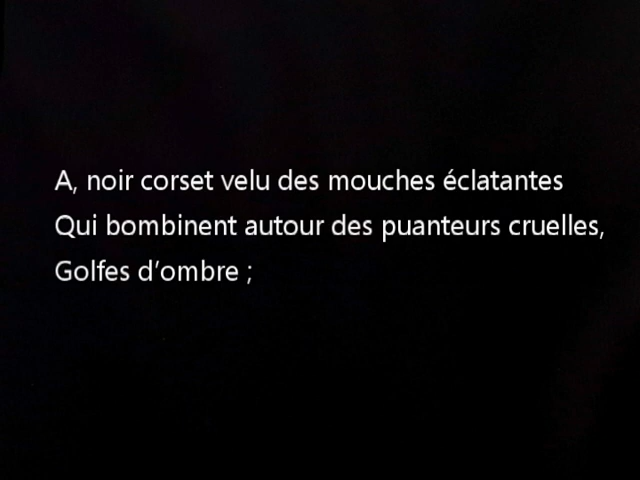 A, noir corset velu des mouches éclatantes
Qui bombinent autour des puanteurs cruelles,
Golfes d’ombre ;